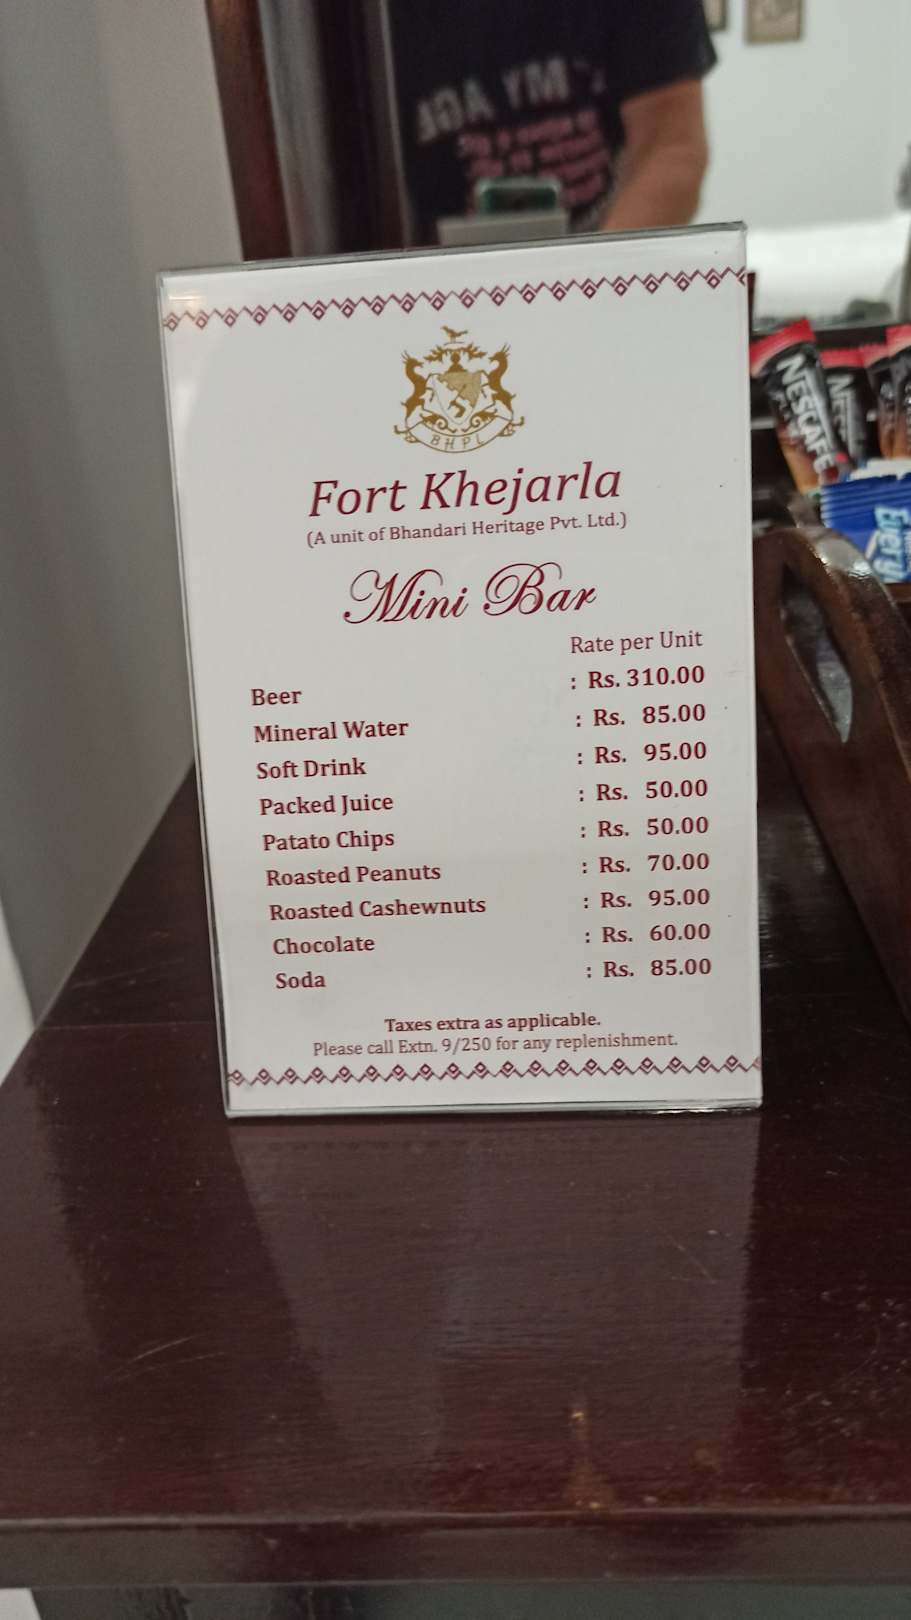 BHPL
Fort Khejarla
(A unit of Bhandari Heritage Pvt. Ltd.)
Mini Bar
Rate per Unit
Beer : Rs. 310.00
Mineral Water : Rs. 85.00
Soft Drink : Rs. 95.00
Packed Juice : Rs. 50.00
Patato Chips : Rs. 50.00
Roasted Peanuts : Rs. 70.00
Roasted Cashewnuts : Rs. 95.00
Chocolate : Rs. 60.00
Soda : Rs. 85.00
Taxes extra as applicable.
Please call Extn. 9/250 for any replenishment.
NESCAFE